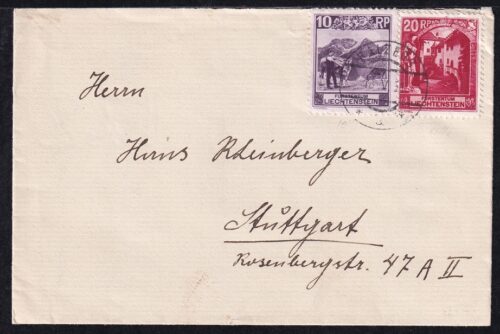 10 RP
FÜRSTENTUM
LIECHTENSTEIN
20 RP
FÜRSTENTUM
LIECHTENSTEIN
Herrn
Hans Rheinberger
Stuttgart
Rosenbergstr. 47 A II